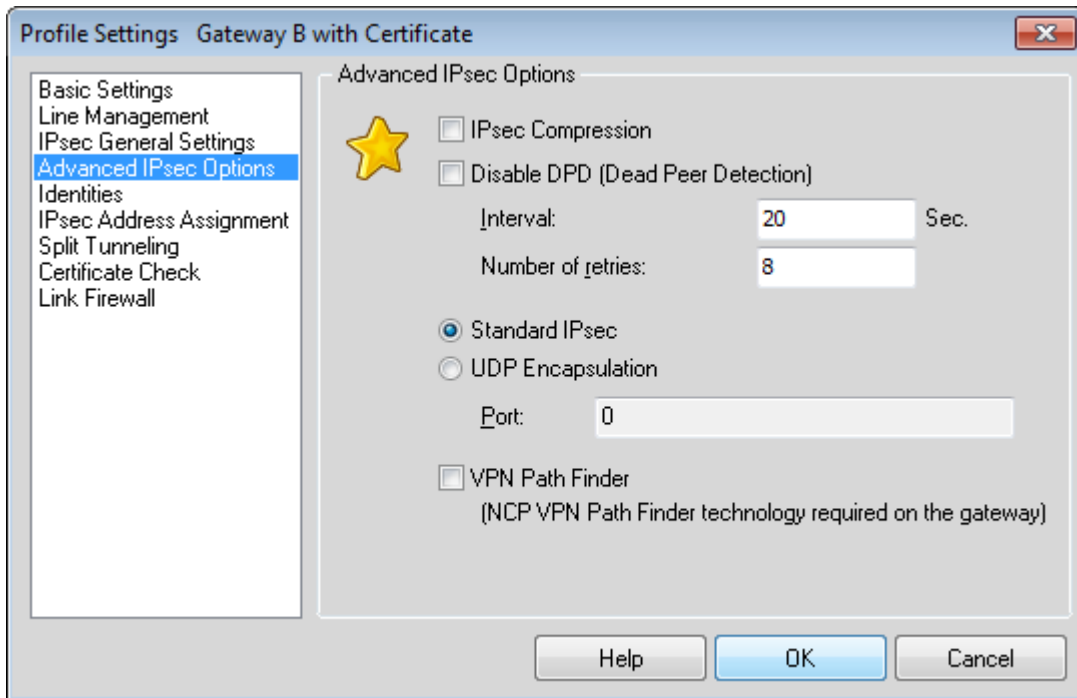 Profile Settings Gateway B with Certificate
Basic Settings
Line Management
IPsec General Settings
Advanced IPsec Options
Identities
IPsec Address Assignment
Split Tunneling
Certificate Check
Link Firewall
Advanced IPsec Options
IPsec Compression
Disable DPD (Dead Peer Detection)
Interval: 20 Sec.
Number of retries: 8
Standard IPsec
UDP Encapsulation
Port: 0
VPN Path Finder
(NCP VPN Path Finder technology required on the gateway)
Help OK Cancel